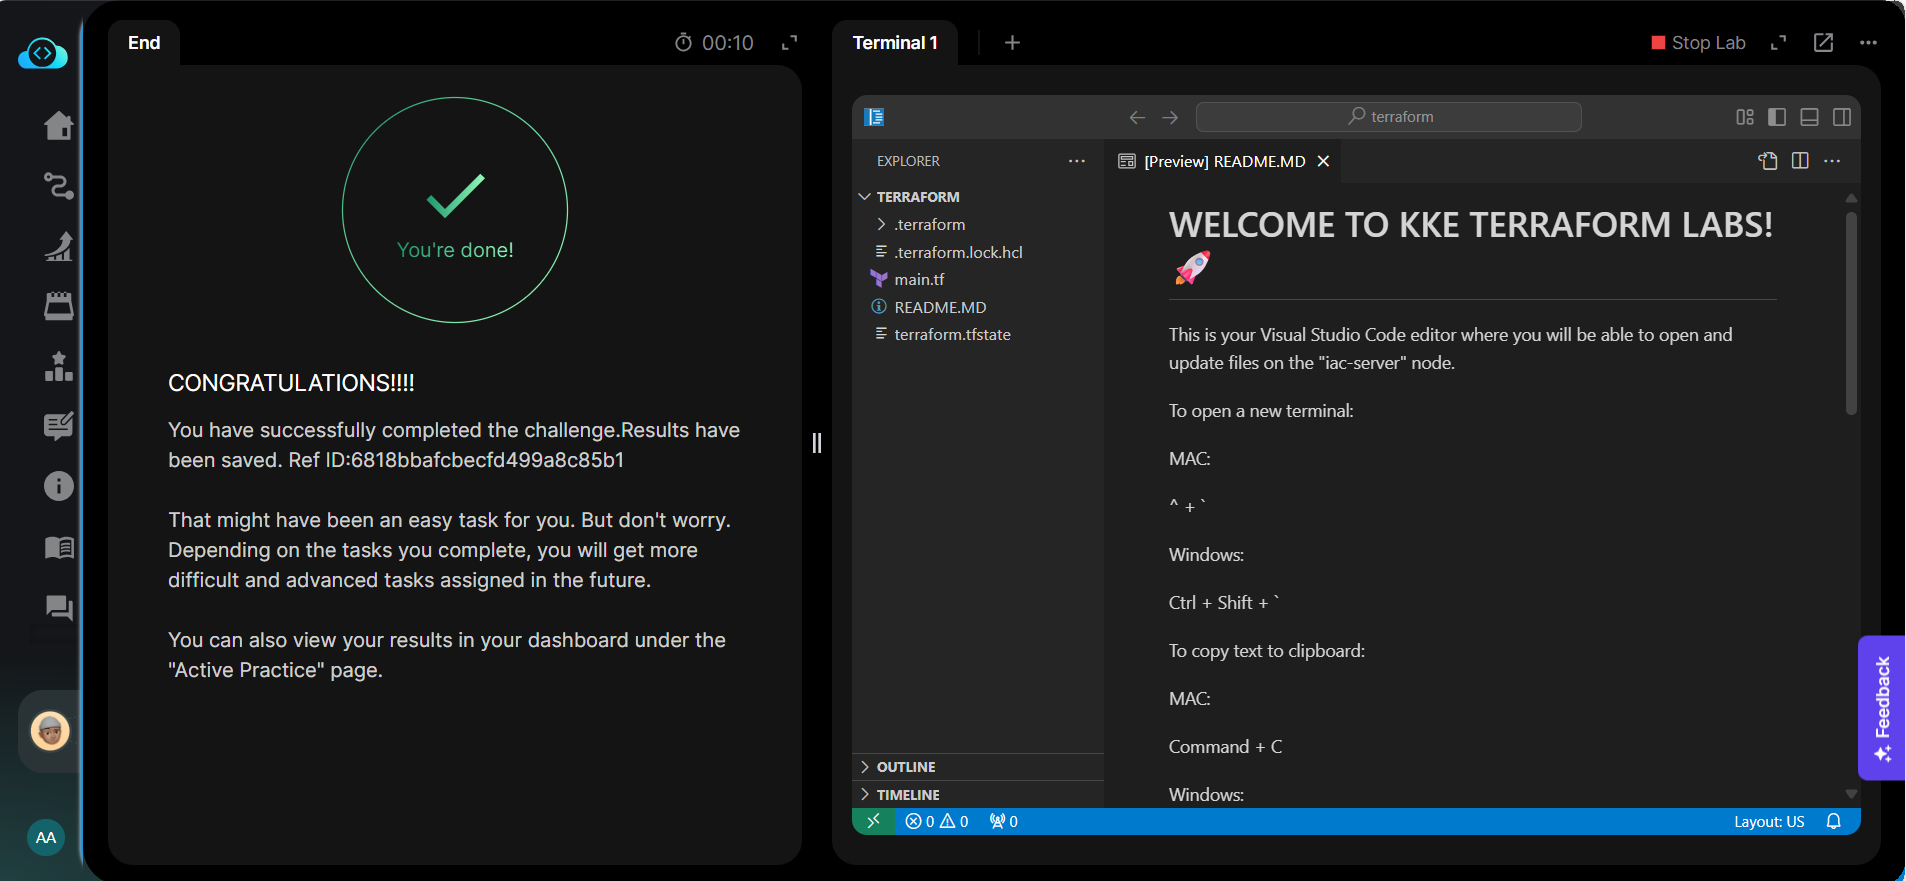 End
00:10
You're done!
CONGRATULATIONS!!!!
You have successfully completed the challenge.Results have
been saved. Ref ID:6818bbafcbecfd499a8c85b1
That might have been an easy task for you. But don't worry.
Depending on the tasks you complete, you will get more
difficult and advanced tasks assigned in the future.
You can also view your results in your dashboard under the
"Active Practice" page.
AA
Terminal 1
Stop Lab
terraform
EXPLORER
TERRAFORM
.terraform
.terraform.lock.hcl
main.tf
README.MD
terraform.tfstate
OUTLINE
TIMELINE
[Preview] README.MD
WELCOME TO KKE TERRAFORM LABS!
🚀
This is your Visual Studio Code editor where you will be able to open and
update files on the "iac-server" node.
To open a new terminal:
MAC:
^ + `
Windows:
Ctrl + Shift + `
To copy text to clipboard:
MAC:
Command + C
Windows:
0 0 0
Layout: US
Feedback